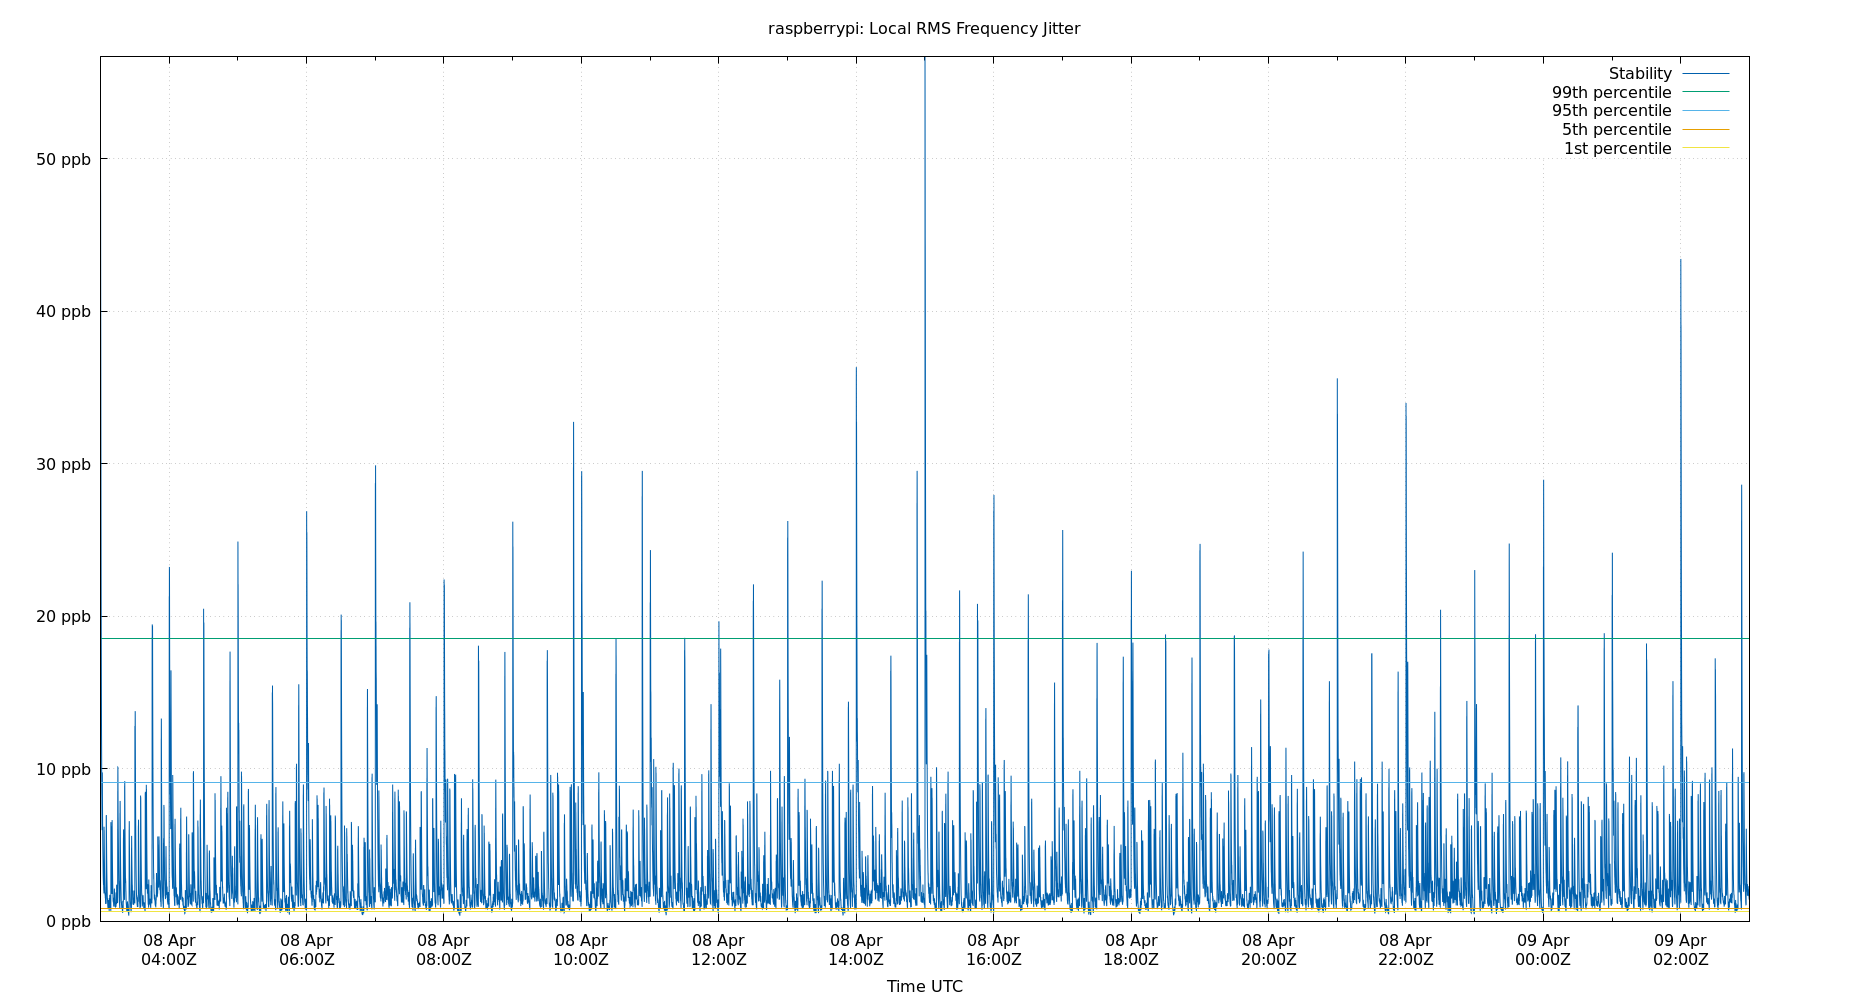 raspberrypi: Local RMS Frequency Jitter
Stability
99th percentile
95th percentile
5th percentile
1st percentile
50 ppb
40 ppb
30 ppb
20 ppb
10 ppb
0 ppb
08 Apr 08 Apr 08 Apr 08 Apr 08 Apr 08 Apr 08 Apr 08 Apr 08 Apr 08 Apr 09 Apr 09 Apr
04:00Z 06:00Z 08:00Z 10:00Z 12:00Z 14:00Z 16:00Z 18:00Z 20:00Z 22:00Z 00:00Z 02:00Z
Time UTC